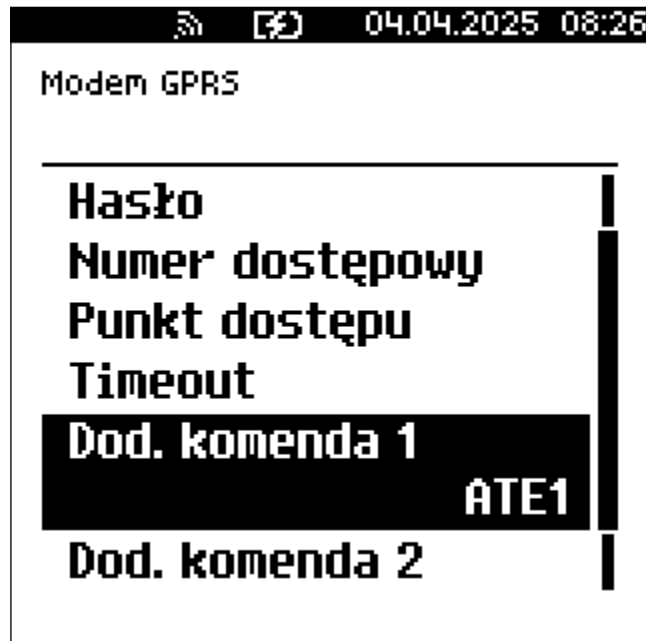 04.04.2025 08:26
Modem GPRS
Hasło
Numer dostępowy
Punkt dostępu
Timeout
Dod. komenda 1
ATE1
Dod. komenda 2